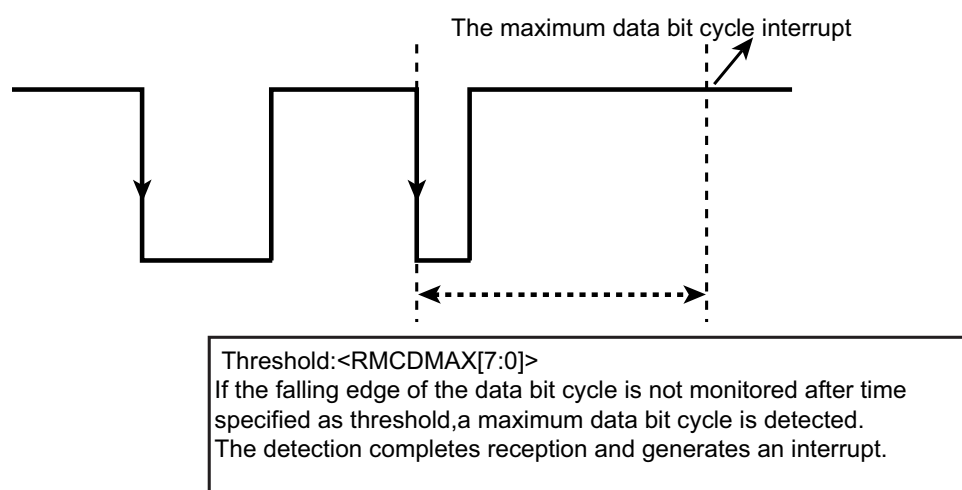 The maximum data bit cycle interrupt
Threshold:<RMCDMAX[7:0]>
If the falling edge of the data bit cycle is not monitored after time
specified as threshold,a maximum data bit cycle is detected.
The detection completes reception and generates an interrupt.